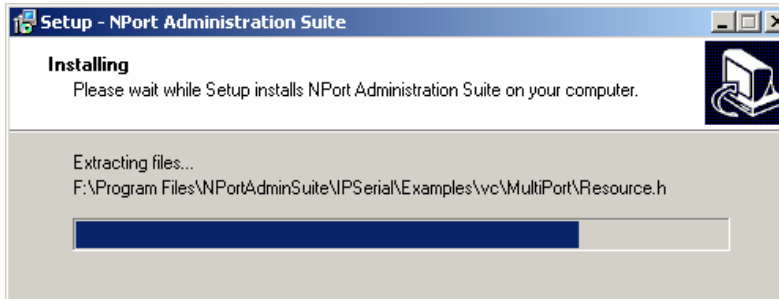 Setup - NPort Administration Suite
Installing
Please wait while Setup installs NPort Administration Suite on your computer.
Extracting files...
F:\Program Files\NPortAdminSuite\IPSerial\Examples\vc\MultiPort\Resource.h